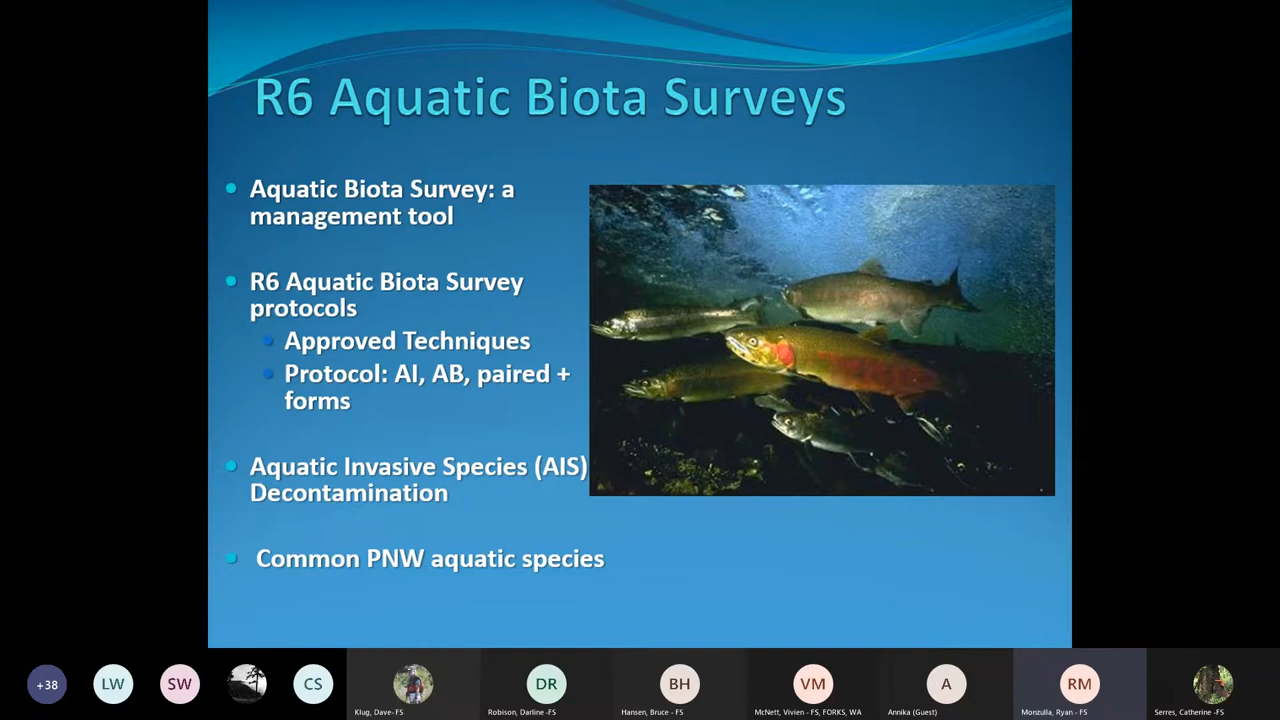 R6 Aquatic Biota Surveys
Aquatic Biota Survey: a
management tool
R6 Aquatic Biota Survey
protocols
Approved Techniques
Protocol: AI, AB, paired +
forms
Aquatic Invasive Species (AIS)
Decontamination
Common PNW aquatic species
+38
LW
SW
CS
DR
BH
VM
A
RM
Klug, Dave- FS
Robison, Darline -FS
Hansen, Bruce - FS
McNett, Vivien - FS, FORKS, WA
Annika (Guest)
Monzulla, Ryan - FS
Serres, Catherine -FS